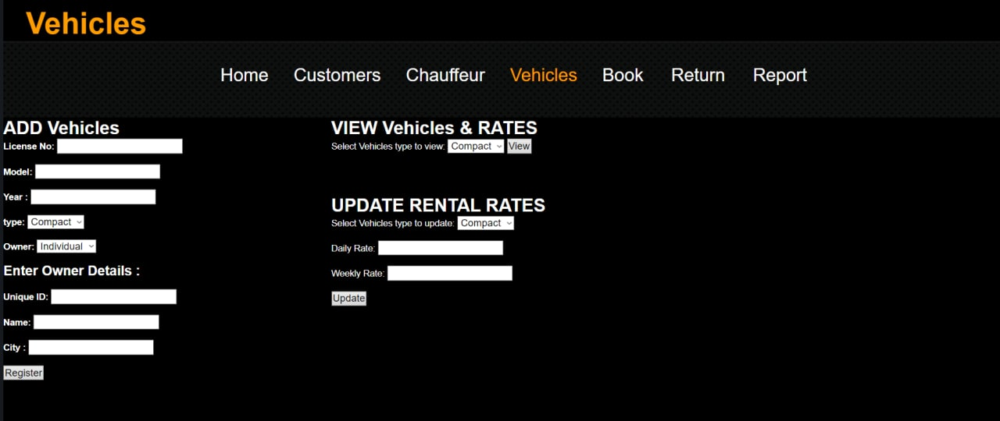 Vehicles
Home Customers Chauffeur Vehicles Book Return Report
ADD Vehicles
License No:
Model:
Year :
type: Compact
Owner: Individual
Enter Owner Details :
Unique ID:
Name:
City :
Register
VIEW Vehicles & RATES
Select Vehicles type to view: Compact View
UPDATE RENTAL RATES
Select Vehicles type to update: Compact
Daily Rate:
Weekly Rate:
Update